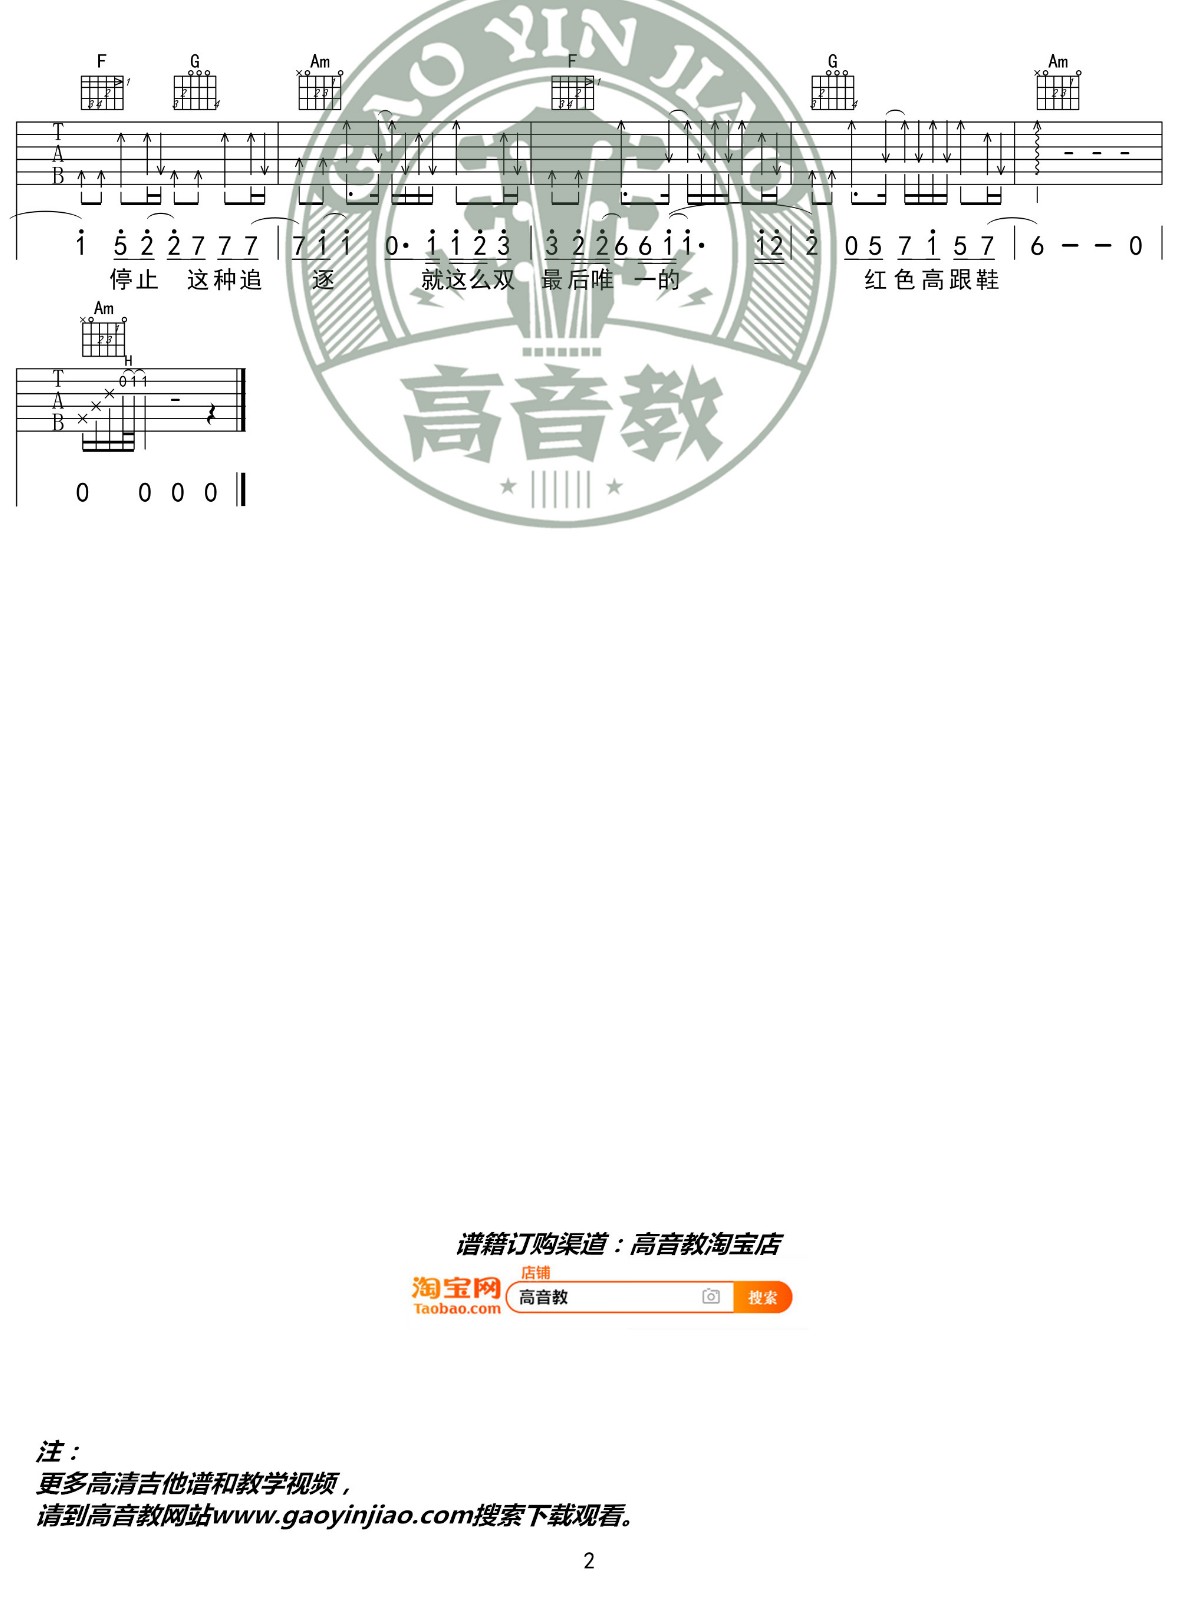 GAO YIN JIAO
F G Am F G Am
1
T A B
1 5 2 2 7 7 7 7 1 1 0· 1 1 2 3 3 2 2 6 6 1 1· 1 2 2 0 5 7 1 5 7 6 - - 0
停止 这种追 逐 就这么双 最后唯 一的 红色高跟鞋
Am
H
T A B 0 1 1
0 0 0 0
高音教
谱籍订购渠道：高音教淘宝店
店铺
淘宝网 高音教 搜索
Taobao.com
注：
更多高清吉他谱和教学视频，
请到高音教网站www.gaoyinjiao.com搜索下载观看。
2